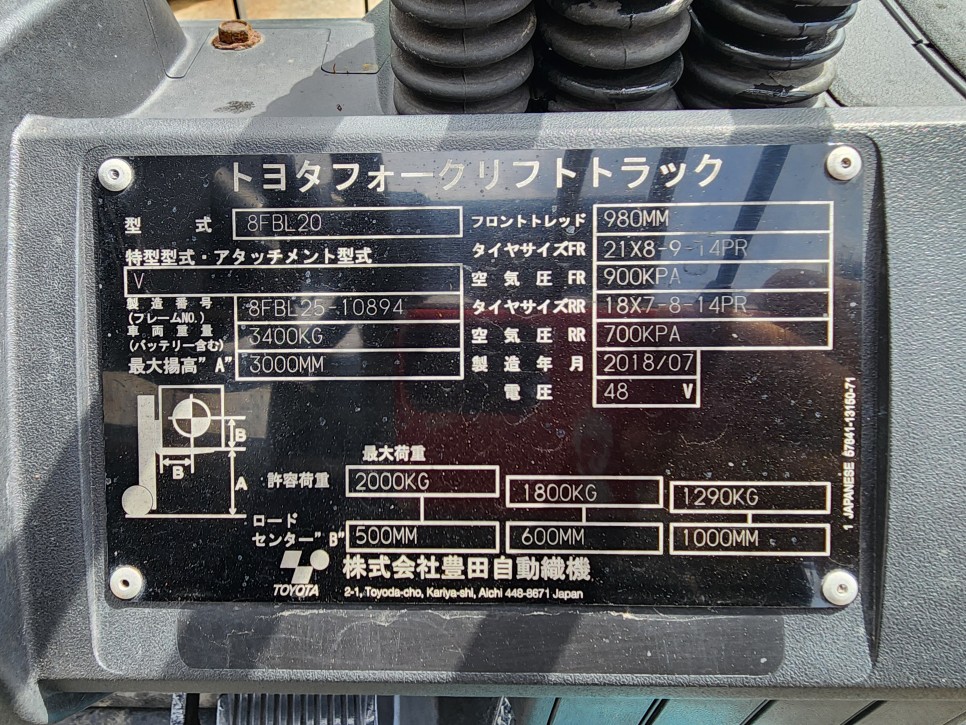 トヨタフォークリフトトラック
型式 8FBL20
特型型式・アタッチメント型式
V
製造番号 (フレームNO.) 8FBL25-10894
車両重量 (バッテリー含む) 3400KG
最大揚高"A" 3000MM
フロントトレッド 980MM
タイヤサイズFR 21X8-9-14PR
空気圧FR 900KPA
タイヤサイズRR 18X7-8-14PR
空気圧RR 700KPA
製造年月 2018/07
電圧 48 V
B
B
A
最大荷重
許容荷重 2000KG 1800KG 1290KG
ロード
センター"B" 500MM 600MM 1000MM
TOYOTA
株式会社豊田自動織機
2-1, Toyoda-cho, Kariya-shi, Aichi 448-8671 Japan
1 JAPANESE 57641-13150-71